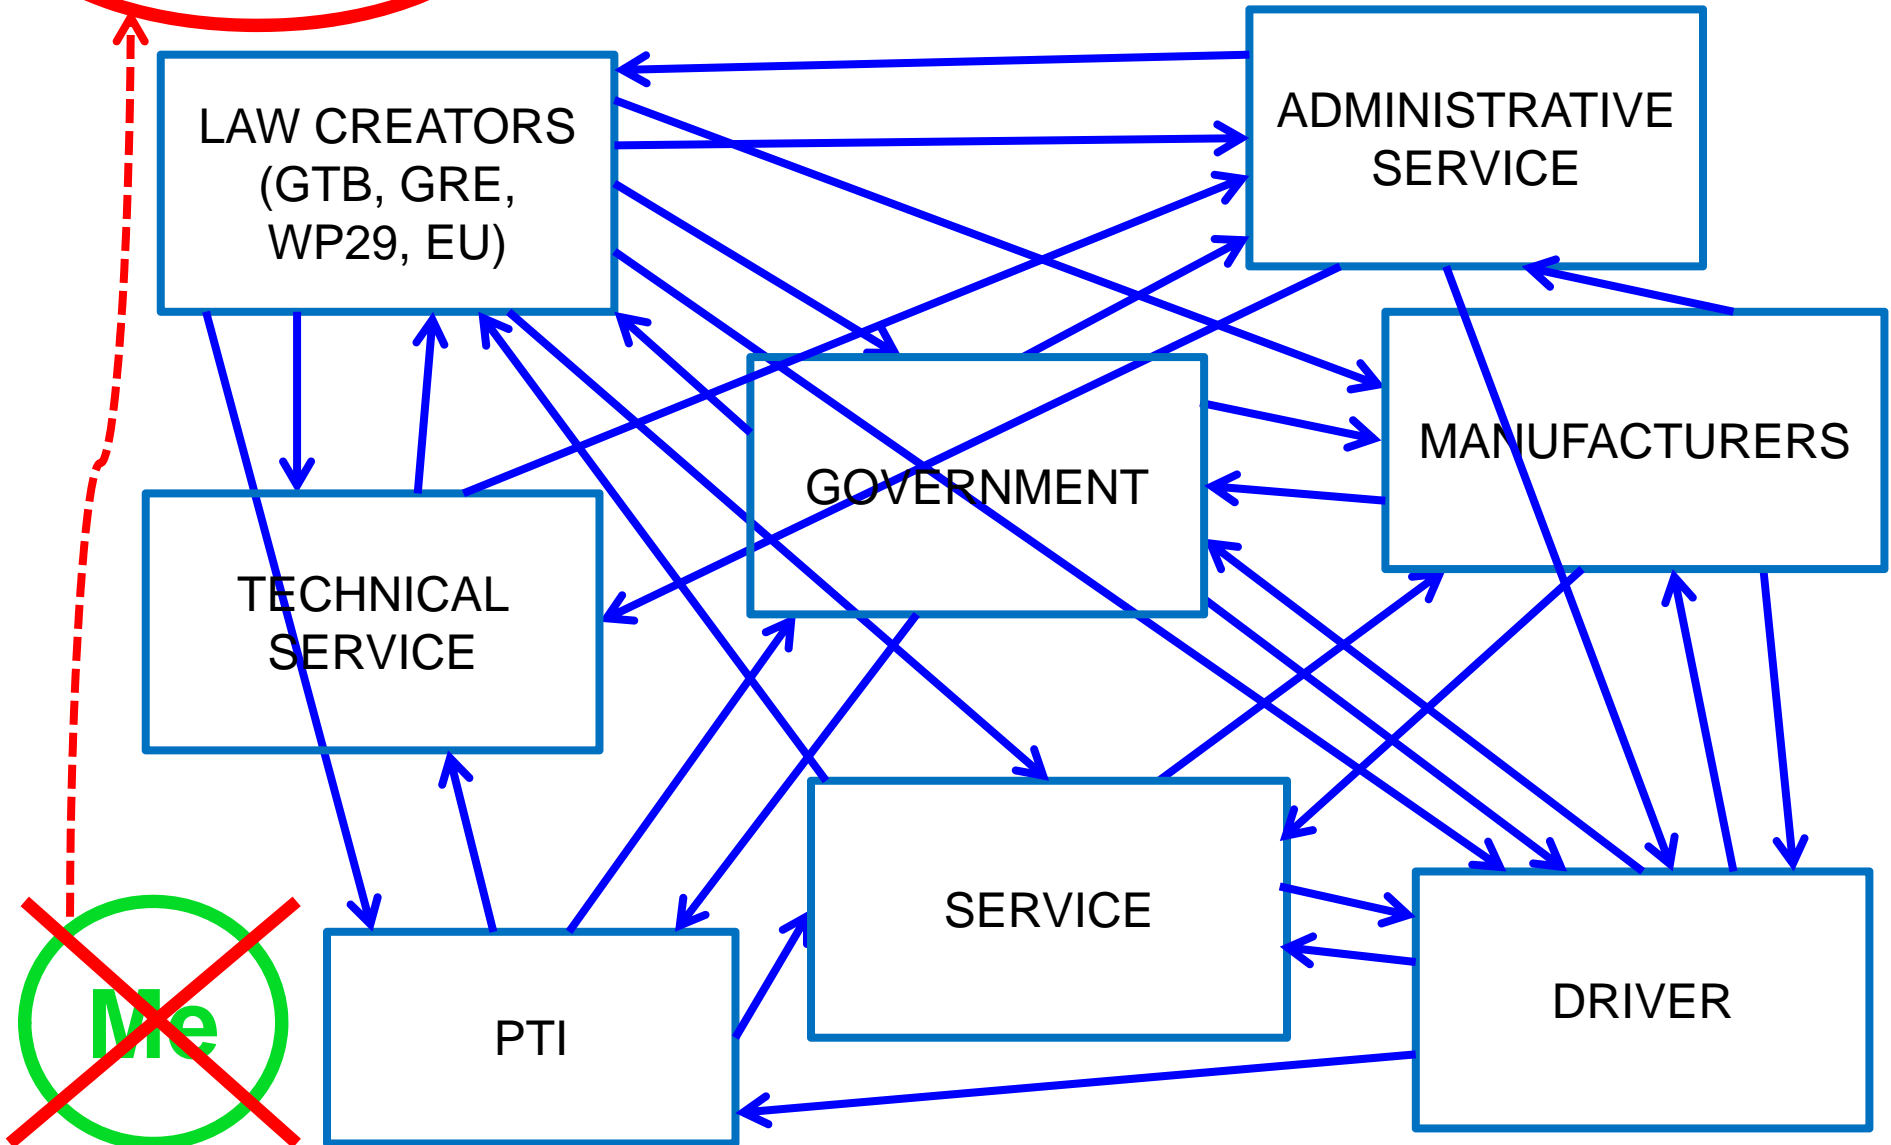 LAW CREATORS
(GTB, GRE,
WP29, EU)
ADMINISTRATIVE
SERVICE
MANUFACTURERS
GOVERNMENT
TECHNICAL
SERVICE
SERVICE
DRIVER
PTI
Me